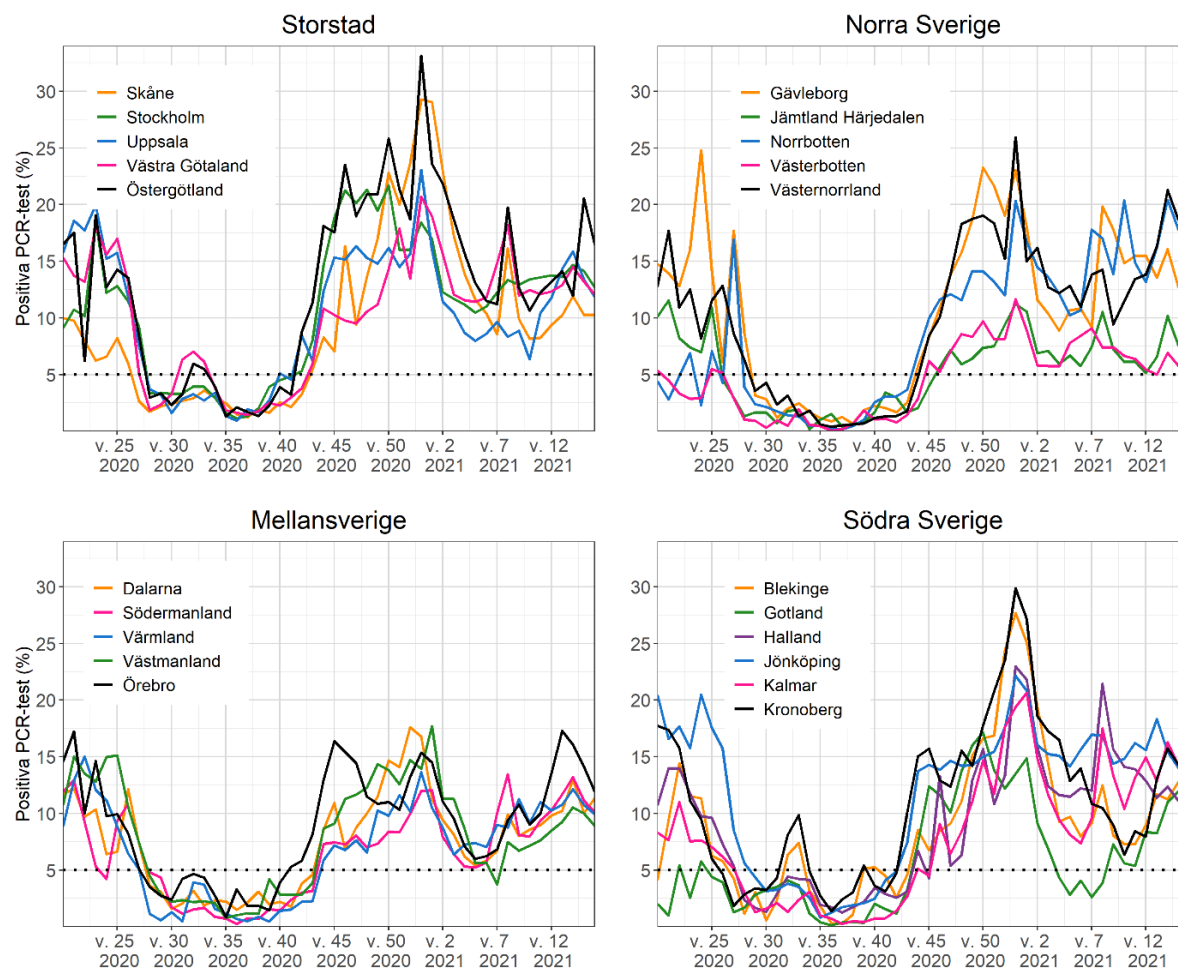 Storstad
Positiva PCR-test (%)
30
25
20
15
10
5
Skåne
Stockholm
Uppsala
Västra Götaland
Östergötland
v. 25 v. 30 v. 35 v. 40 v. 45 v. 50 v. 2 v. 7 v. 12
2020 2020 2020 2020 2020 2020 2021 2021 2021
Norra Sverige
30
25
20
15
10
5
Gävleborg
Jämtland Härjedalen
Norrbotten
Västerbotten
Västernorrland
v. 25 v. 30 v. 35 v. 40 v. 45 v. 50 v. 2 v. 7 v. 12
2020 2020 2020 2020 2020 2020 2021 2021 2021
Mellansverige
Positiva PCR-test (%)
30
25
20
15
10
5
Dalarna
Södermanland
Värmland
Västmanland
Örebro
v. 25 v. 30 v. 35 v. 40 v. 45 v. 50 v. 2 v. 7 v. 12
2020 2020 2020 2020 2020 2020 2021 2021 2021
Södra Sverige
30
25
20
15
10
5
Blekinge
Gotland
Halland
Jönköping
Kalmar
Kronoberg
v. 25 v. 30 v. 35 v. 40 v. 45 v. 50 v. 2 v. 7 v. 12
2020 2020 2020 2020 2020 2020 2021 2021 2021